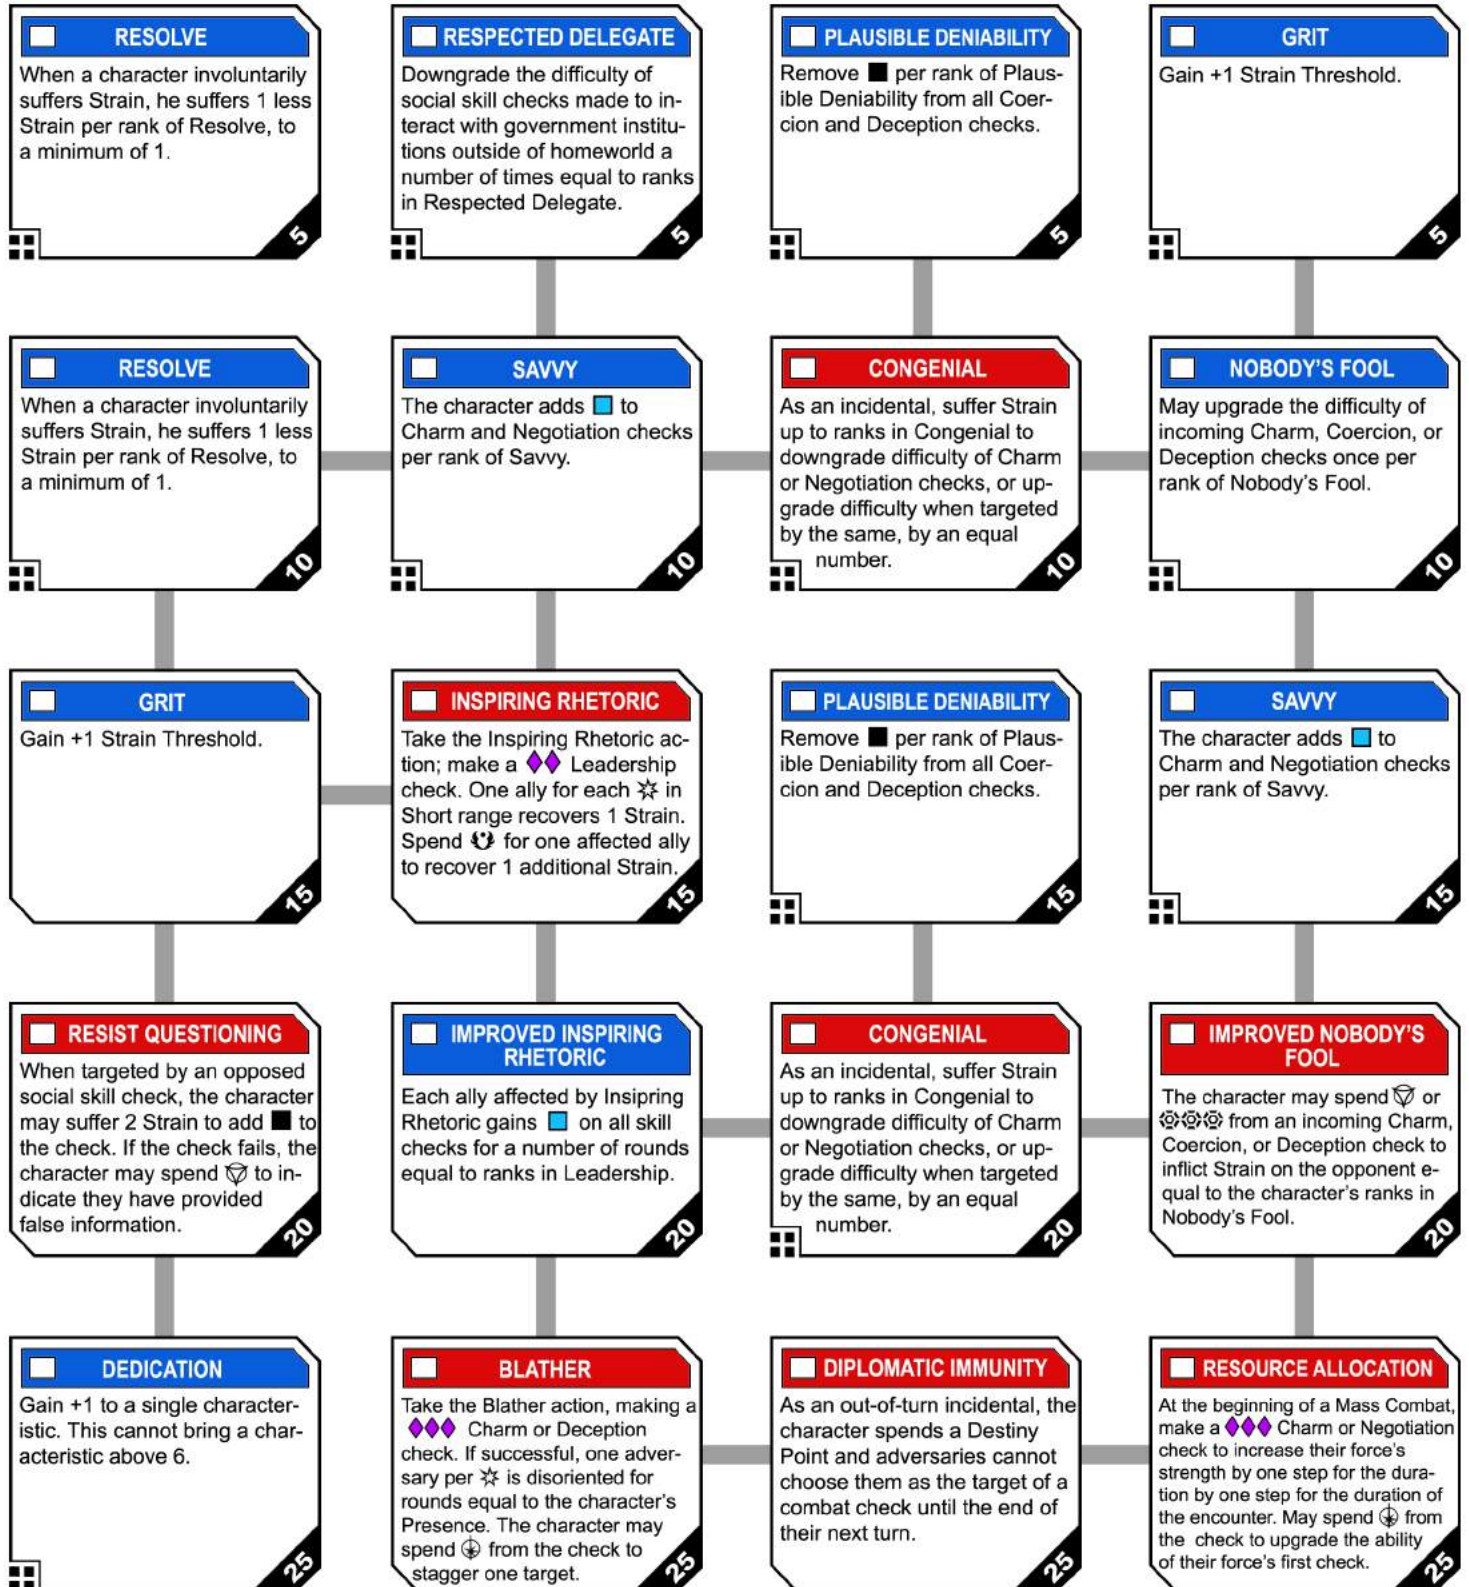 RESOLVE
When a character involuntarily
suffers Strain, he suffers 1 less
Strain per rank of Resolve, to
a minimum of 1.
5
RESPECTED DELEGATE
Downgrade the difficulty of
social skill checks made to in-
teract with government institu-
tions outside of homeworld a
number of times equal to ranks
in Respected Delegate.
5
PLAUSIBLE DENIABILITY
Remove ■ per rank of Plaus-
ible Deniability from all Coer-
cion and Deception checks.
5
GRIT
Gain +1 Strain Threshold.
5
RESOLVE
When a character involuntarily
suffers Strain, he suffers 1 less
Strain per rank of Resolve, to
a minimum of 1.
10
SAVVY
The character adds ■ to
Charm and Negotiation checks
per rank of Savvy.
10
CONGENIAL
As an incidental, suffer Strain
up to ranks in Congenial to
downgrade difficulty of Charm
or Negotiation checks, or up-
grade difficulty when targeted
by the same, by an equal
number.
10
NOBODY'S FOOL
May upgrade the difficulty of
incoming Charm, Coercion, or
Deception checks once per
rank of Nobody's Fool.
10
GRIT
Gain +1 Strain Threshold.
15
INSPIRING RHETORIC
Take the Inspiring Rhetoric ac-
tion; make a ◆◆ Leadership
check. One ally for each in
Short range recovers 1 Strain.
Spend for one affected ally
to recover 1 additional Strain.
15
PLAUSIBLE DENIABILITY
Remove ■ per rank of Plaus-
ible Deniability from all Coer-
cion and Deception checks.
15
SAVVY
The character adds ■ to
Charm and Negotiation checks
per rank of Savvy.
15
RESIST QUESTIONING
When targeted by an opposed
social skill check, the character
may suffer 2 Strain to add ■ to
the check. If the check fails, the
character may spend to in-
dicate they have provided
false information.
20
IMPROVED INSPIRING
RHETORIC
Each ally affected by Insipring
Rhetoric gains ■ on all skill
checks for a number of rounds
equal to ranks in Leadership.
20
CONGENIAL
As an incidental, suffer Strain
up to ranks in Congenial to
downgrade difficulty of Charm
or Negotiation checks, or up-
grade difficulty when targeted
by the same, by an equal
number.
20
IMPROVED NOBODY'S
FOOL
The character may spend or
from an incoming Charm,
Coercion, or Deception check to
inflict Strain on the opponent e-
qual to the character's ranks in
Nobody's Fool.
20
DEDICATION
Gain +1 to a single character-
istic. This cannot bring a char-
acteristic above 6.
25
BLATHER
Take the Blather action, making a
◆◆◆ Charm or Deception
check. If successful, one adver-
sary per is disoriented for
rounds equal to the character's
Presence. The character may
spend from the check to
stagger one target.
25
DIPLOMATIC IMMUNITY
As an out-of-turn incidental, the
character spends a Destiny
Point and adversaries cannot
choose them as the target of a
combat check until the end of
their next turn.
25
RESOURCE ALLOCATION
At the beginning of a Mass Combat,
make a ◆◆◆ Charm or Negotiation
check to increase their force's
strength by one step for the dura-
tion by one step for the duration of
the encounter. May spend from
the check to upgrade the ability
of their force's first check.
25